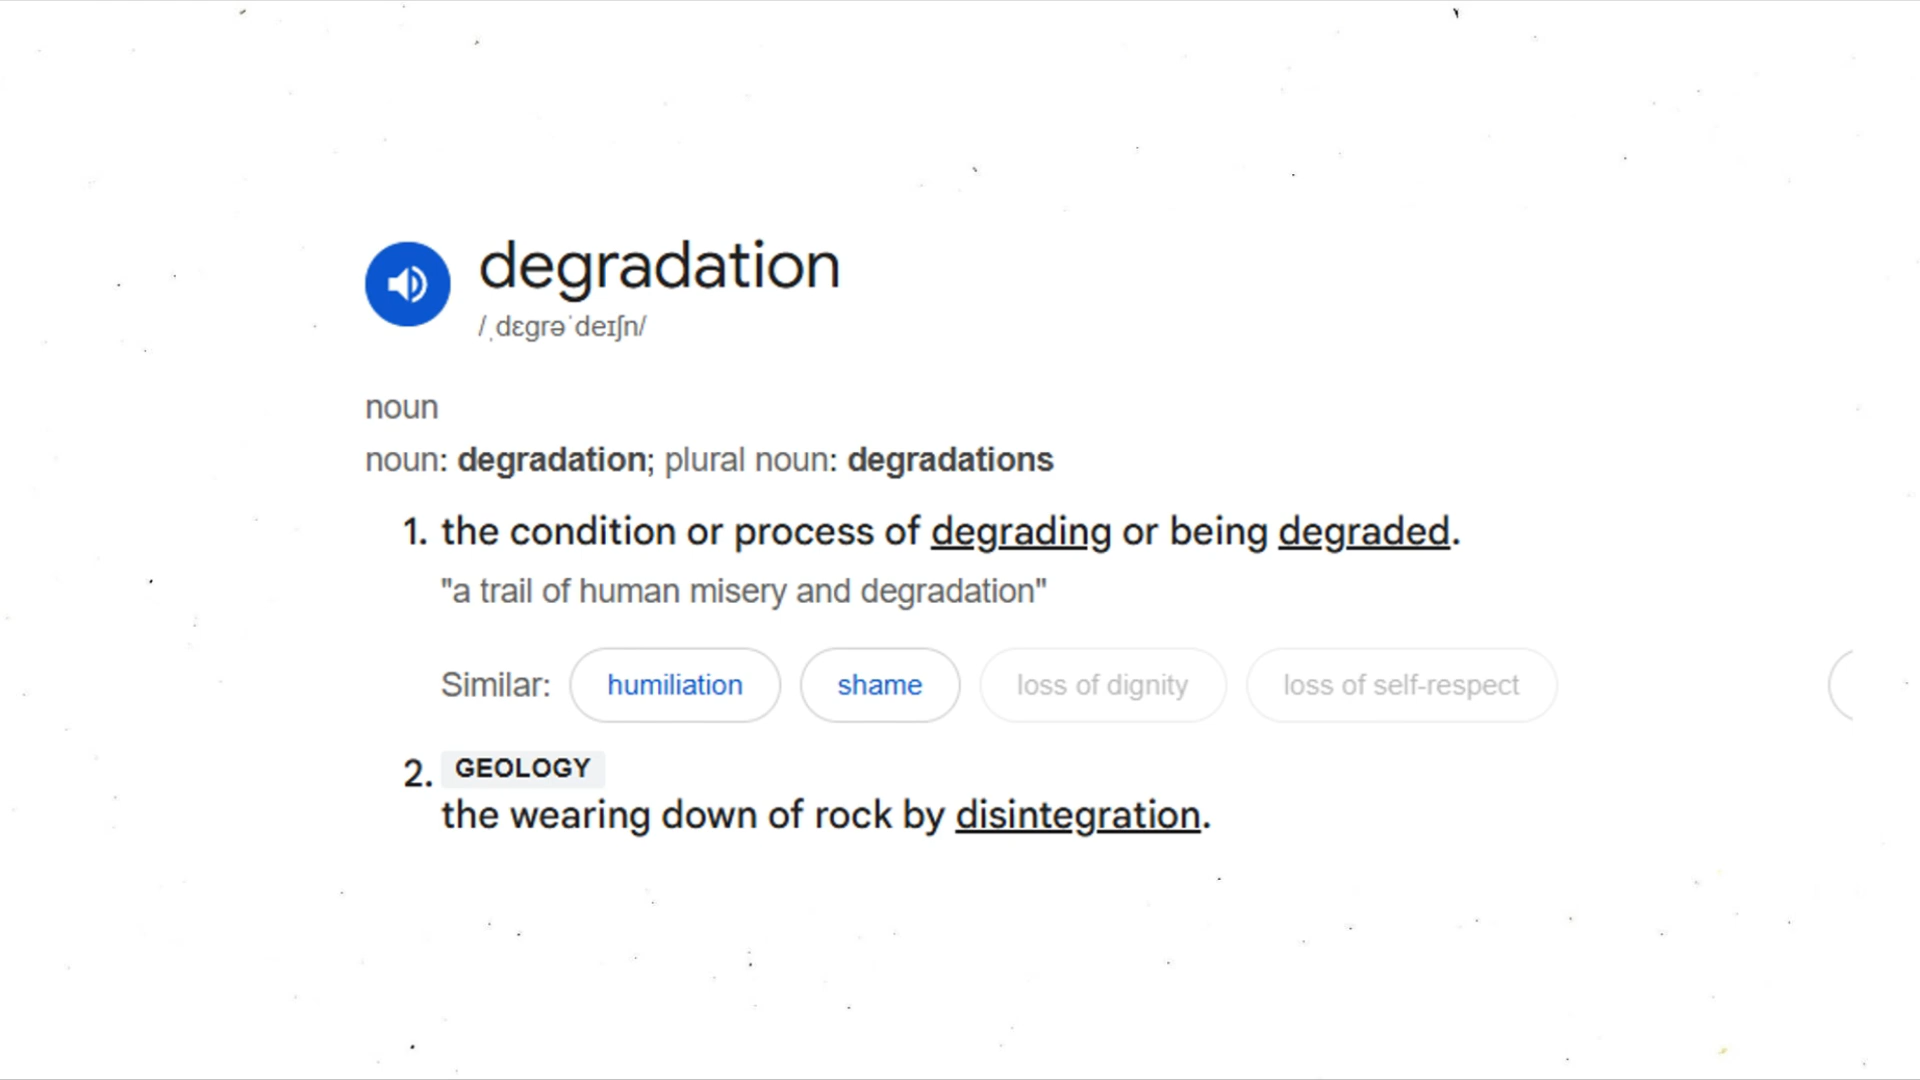 degradation
/ˌdɛɡrəˈdeɪʃn/
noun
noun: degradation; plural noun: degradations
1. the condition or process of degrading or being degraded.
"a trail of human misery and degradation"
Similar: humiliation shame loss of dignity loss of self-respect
2. GEOLOGY
the wearing down of rock by disintegration.